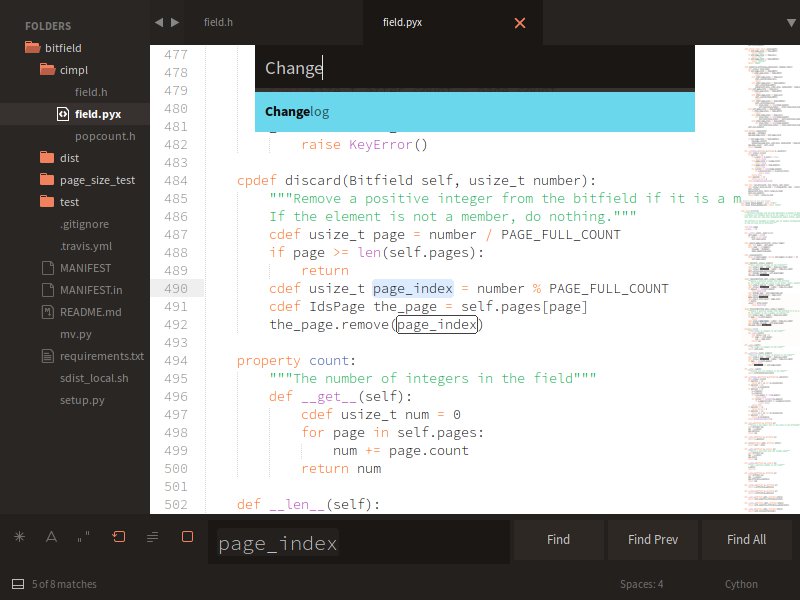 FOLDERS
bitfield
cimpl
field.h
field.pyx
popcount.h
dist
page_size_test
test
.gitignore
.travis.yml
MANIFEST
MANIFEST.in
README.md
mv.py
requirements.txt
sdist_local.sh
setup.py
field.h
field.pyx
Change
Changelog
477
478
479
480
481
482 raise KeyError()
483
484 cpdef discard(Bitfield self, usize_t number):
485 """Remove a positive integer from the bitfield if it is a m
486 If the element is not a member, do nothing."""
487 cdef usize_t page = number / PAGE_FULL_COUNT
488 if page >= len(self.pages):
489 return
490 cdef usize_t page_index = number % PAGE_FULL_COUNT
491 cdef IdsPage the_page = self.pages[page]
492 the_page.remove(page_index)
493
494 property count:
495 """The number of integers in the field"""
496 def __get__(self):
497 cdef usize_t num = 0
498 for page in self.pages:
499 num += page.count
500 return num
501
502 def __len__(self):
page_index
Find
Find Prev
Find All
5 of 8 matches
Spaces: 4
Cython